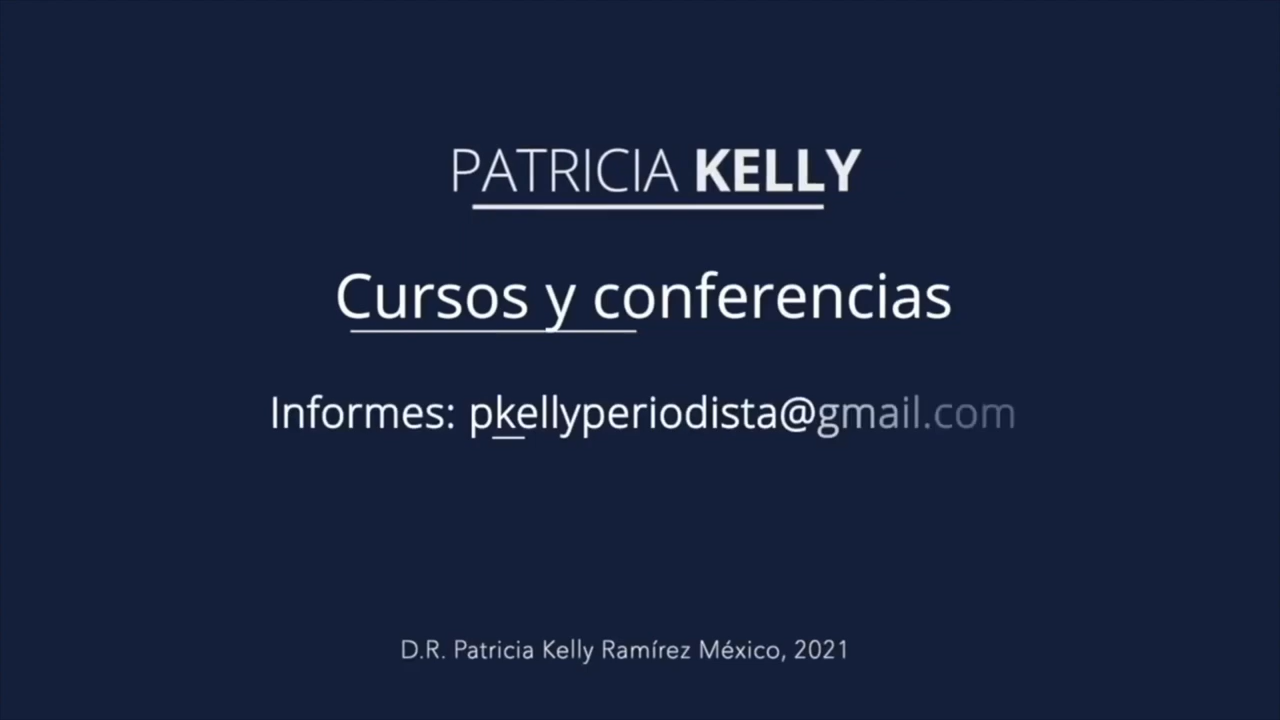 PATRICIA KELLY
Cursos y conferencias
Informes: pkellyperiodista@gmail.com
D.R. Patricia Kelly Ramírez México, 2021